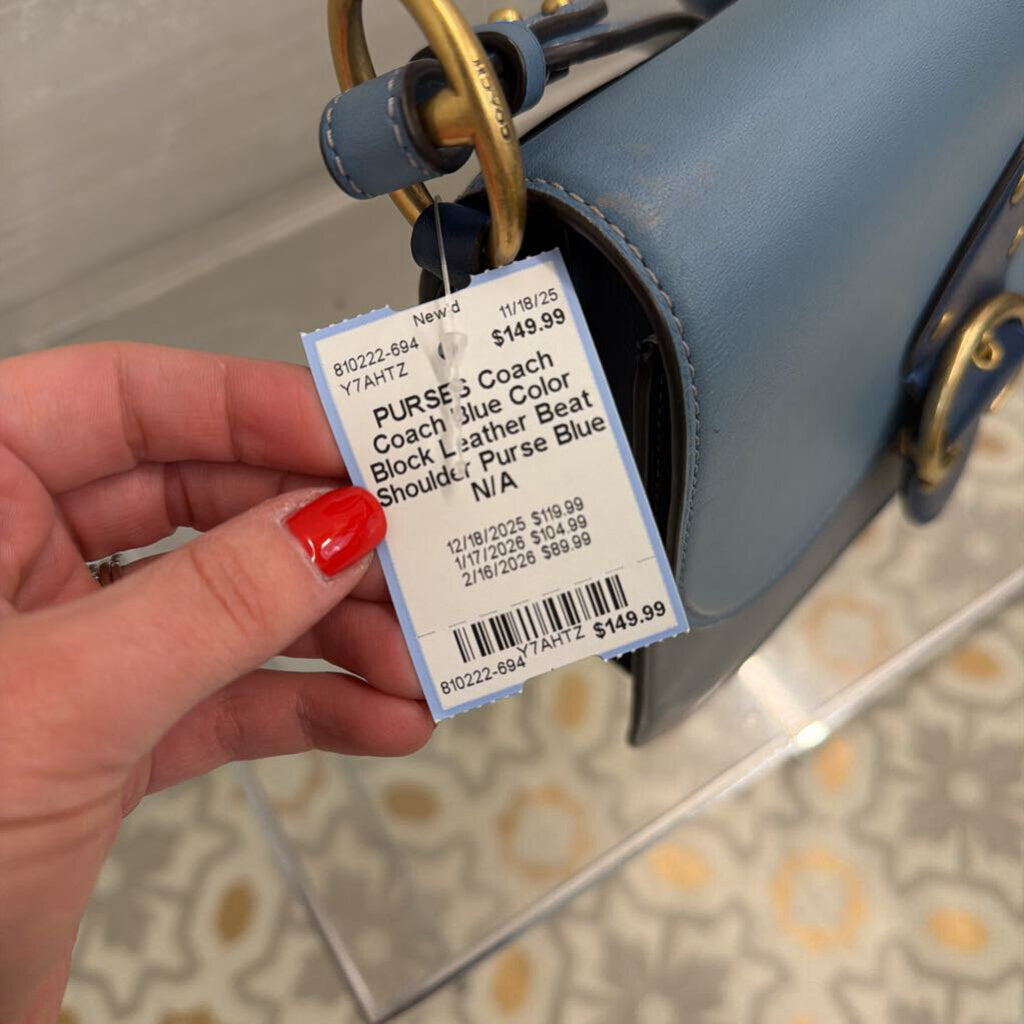 COACH
New'd
11/18/25
810222-694
$149.99
Y7AHTZ
PURSES Coach
Coach Blue Color
Block Leather Beat
Shoulder Purse Blue
N/A
12/18/2025 $119.99
1/17/2026 $104.99
2/16/2026 $89.99
810222-694 Y7AHTZ $149.99